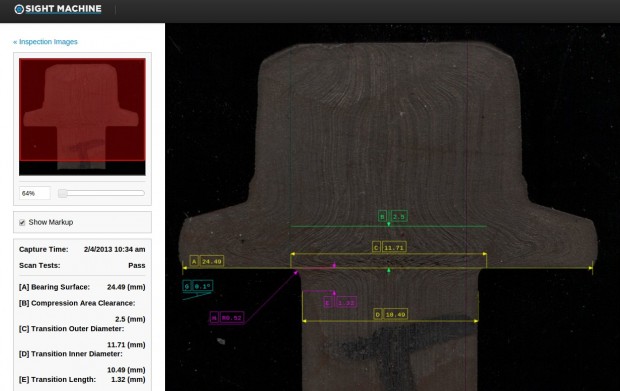 SIGHT MACHINE
« Inspection Images
64%
Show Markup
Capture Time: 2/4/2013 10:34 am
Scan Tests: Pass
[A] Bearing Surface: 24.49 (mm)
[B] Compression Area Clearance:
2.5 (mm)
[C] Transition Outer Diameter:
11.71 (mm)
[D] Transition Inner Diameter:
10.49 (mm)
[E] Transition Length: 1.32 (mm)
B 2.5
C 11.71
A 24.49
G 0.1°
E 1.32
H R0.52
D 10.49